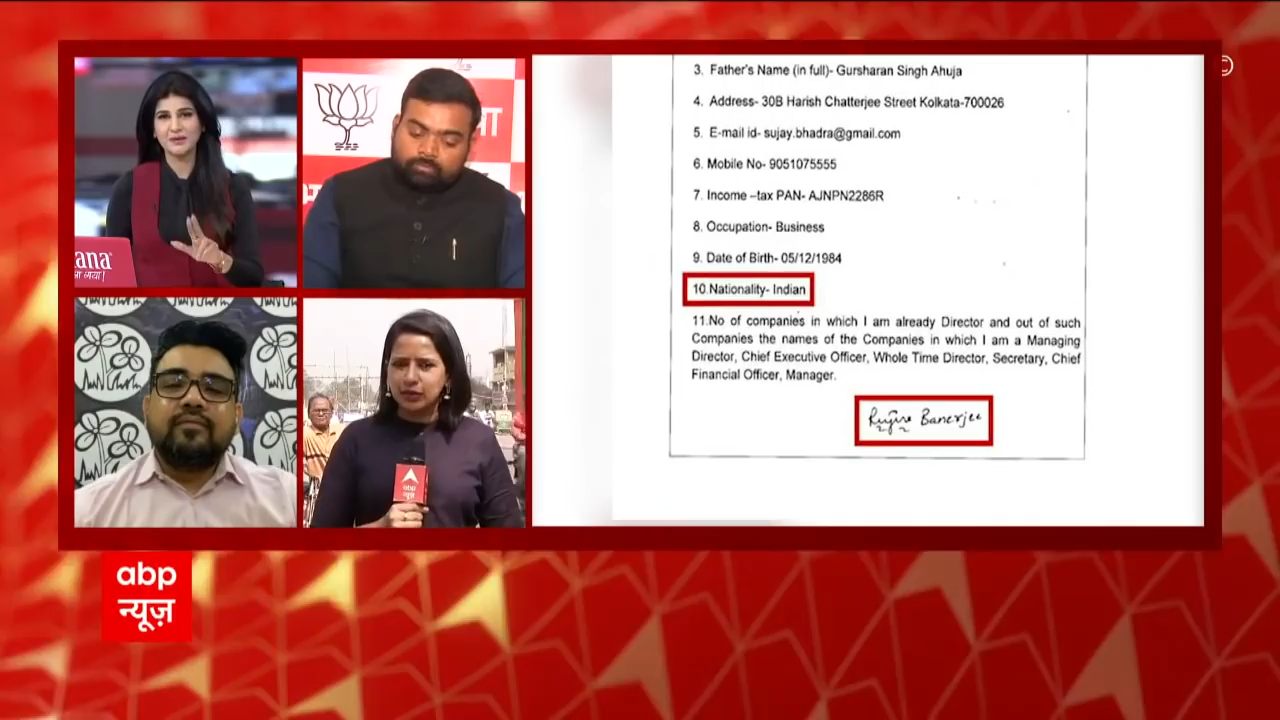 3. Father's Name (in full)- Gursharan Singh Ahuja
4. Address- 30B Harish Chatterjee Street Kolkata-700026
5. E-mail id- sujay.bhadra@gmail.com
6. Mobile No- 9051075555
7. Income –tax PAN- AJNPN2286R
8. Occupation- Business
9. Date of Birth- 05/12/1984
10.Nationality- Indian
11.No of companies in which I am already Director and out of such
Companies the names of the Companies in which I am a Managing
Director, Chief Executive Officer, Whole Time Director, Secretary, Chief
Financial Officer, Manager.
Banerjee
abp
न्यूज़
abp
न्यूज़